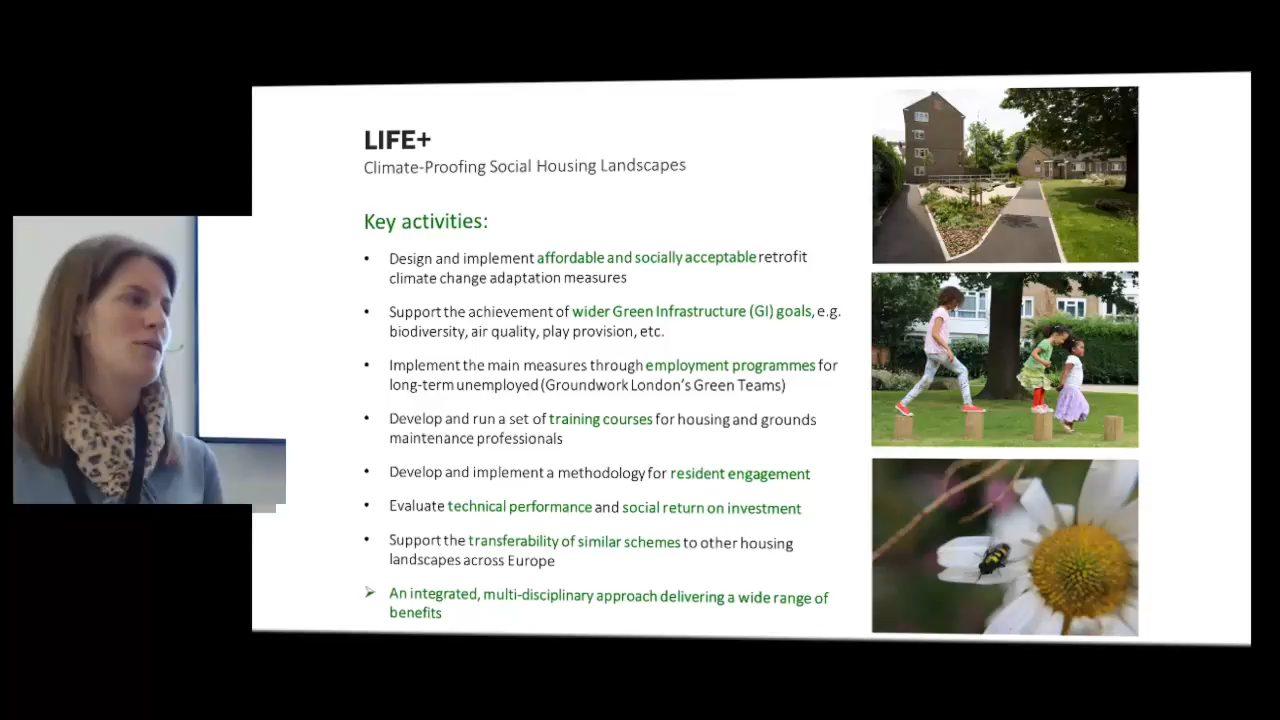 LIFE+
Climate-Proofing Social Housing Landscapes
Key activities:
• Design and implement affordable and socially acceptable retrofit
climate change adaptation measures
• Support the achievement of wider Green Infrastructure (GI) goals, e.g.
biodiversity, air quality, play provision, etc.
• Implement the main measures through employment programmes for
long-term unemployed (Groundwork London's Green Teams)
• Develop and run a set of training courses for housing and grounds
maintenance professionals
• Develop and implement a methodology for resident engagement
• Evaluate technical performance and social return on investment
• Support the transferability of similar schemes to other housing
landscapes across Europe
➢ An integrated, multi-disciplinary approach delivering a wide range of
benefits